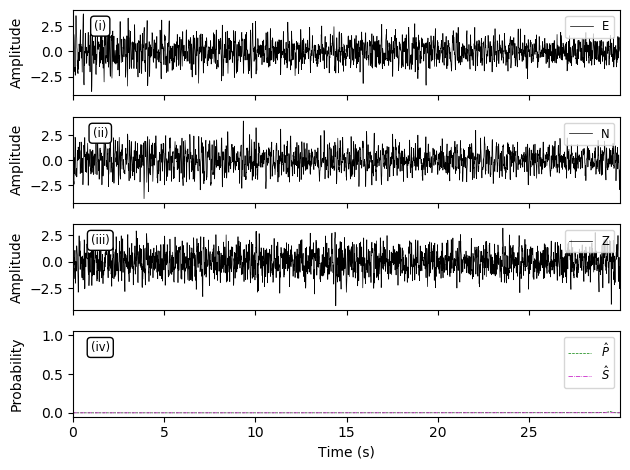 (i)
E
Amplitude
2.5
0.0
−2.5
(ii)
N
Amplitude
2.5
0.0
−2.5
(iii)
Z
Amplitude
2.5
0.0
−2.5
(iv)
P̂
Ŝ
Probability
1.0
0.5
0.0
0 5 10 15 20 25
Time (s)